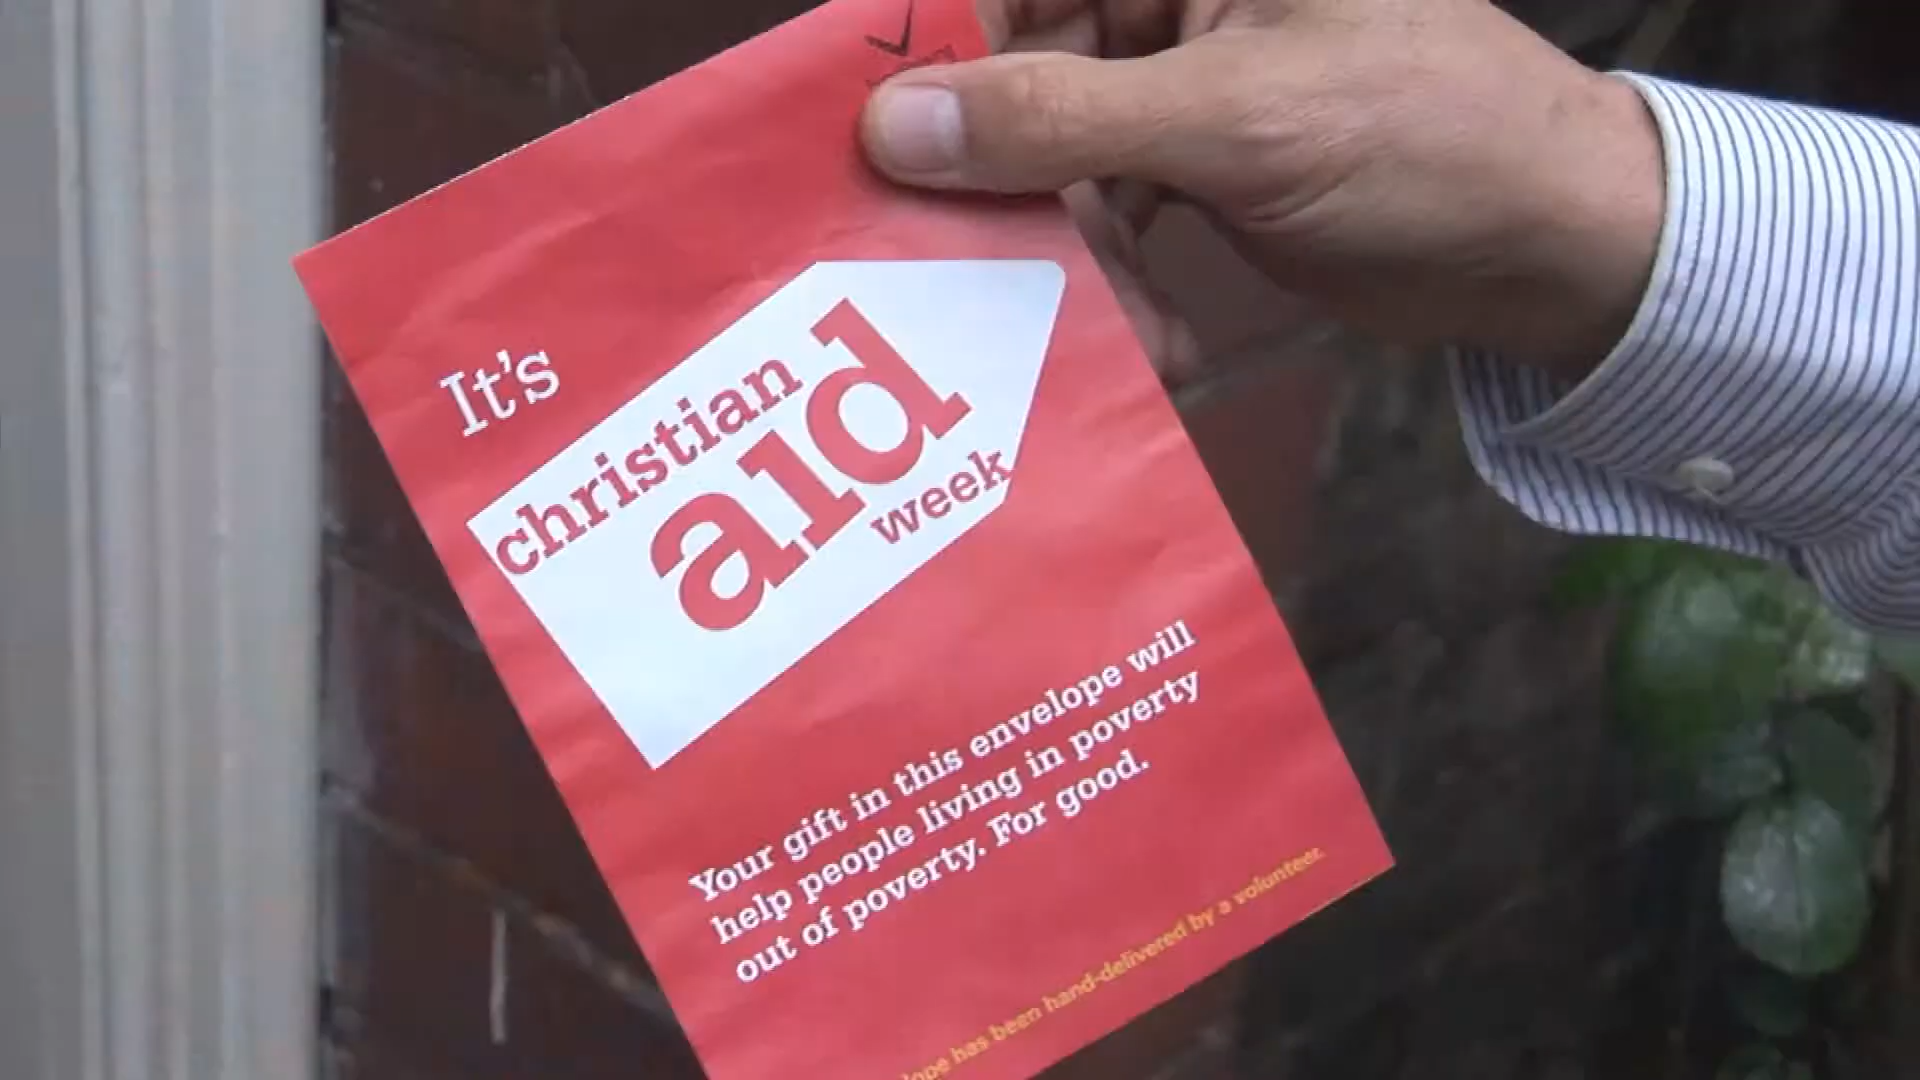 It's
christian
aid
week
Your gift in this envelope will
help people living in poverty
out of poverty. For good.
has been hand-delivered by a volunteer.